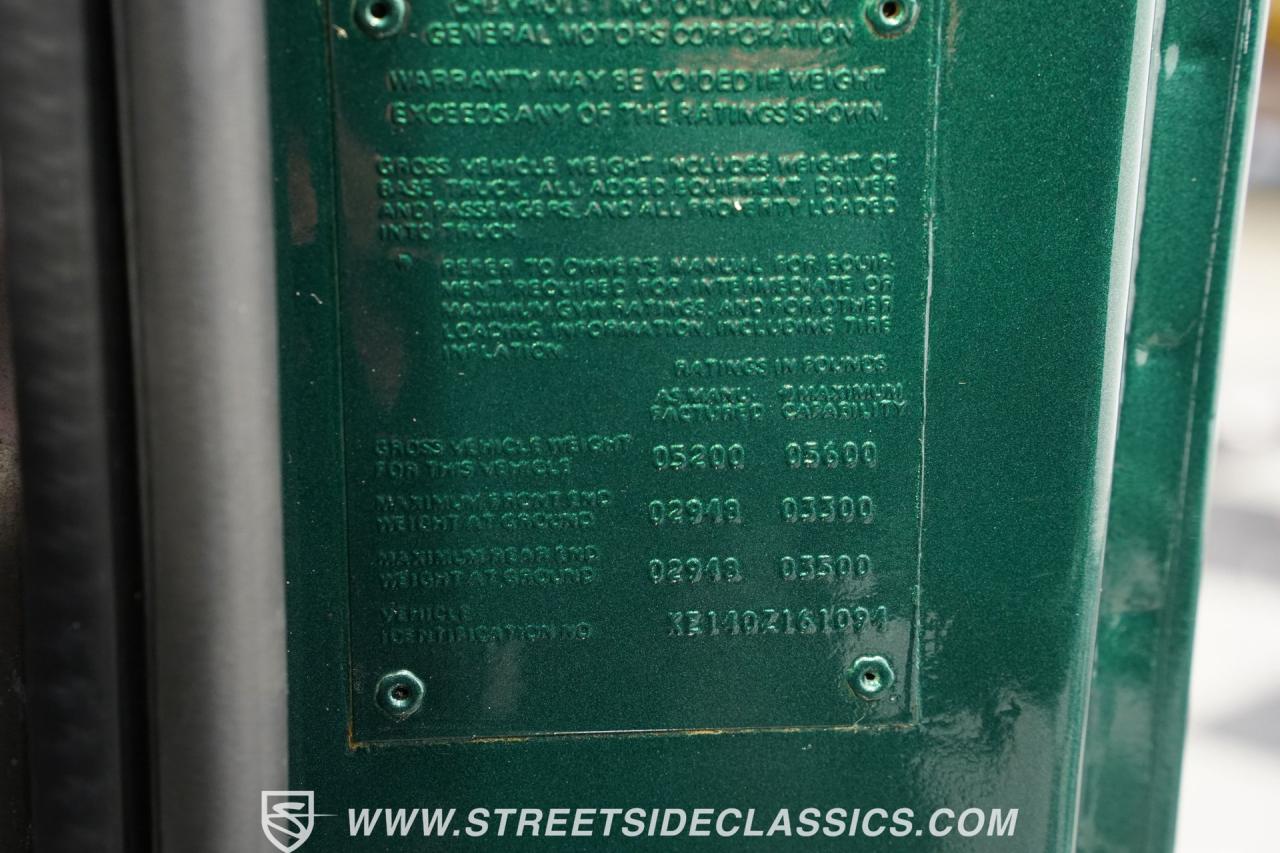 CHEVROLET MOTOR DIVISION
GENERAL MOTORS CORPORATION
WARRANTY MAY BE VOIDED IF WEIGHT
EXCEEDS ANY OF THE RATINGS SHOWN.
GROSS VEHICLE WEIGHT INCLUDES WEIGHT OF
BASE TRUCK, ALL ADDED EQUIPMENT, DRIVER
AND PASSENGERS, AND ALL PROPERTY LOADED
INTO TRUCK
REFER TO OWNER'S MANUAL FOR EQUIP-
MENT REQUIRED FOR INTERMEDIATE OR
MAXIMUM GVW RATINGS, AND FOR OTHER
LOADING INFORMATION, INCLUDING TIRE
INFLATION
RATINGS IN POUNDS
AS MANU- MAXIMUM
FACTURED CAPABILITY
GROSS VEHICLE WEIGHT
FOR THIS VEHICLE 05200 05600
MAXIMUM FRONT END
WEIGHT AT GROUND 02948 03300
MAXIMUM REAR END
WEIGHT AT GROUND 02948 03500
VEHICLE
IDENTIFICATION NO XE140Z161094
WWW.STREETSIDECLASSICS.COM